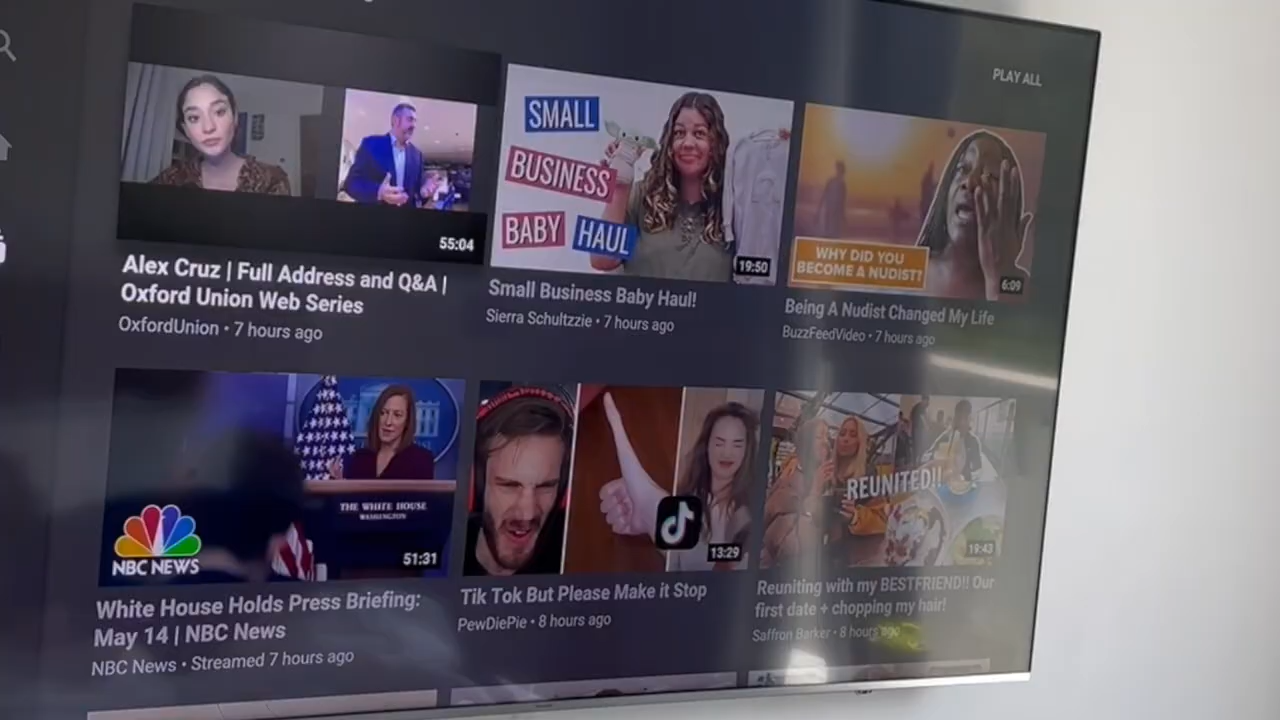 PLAY ALL
55:04
Alex Cruz | Full Address and Q&A |
Oxford Union Web Series
OxfordUnion • 7 hours ago
SMALL
BUSINESS
BABY HAUL
19:50
Small Business Baby Haul!
Sierra Schultzzie • 7 hours ago
WHY DID YOU
BECOME A NUDIST?
6:09
Being A Nudist Changed My Life
BuzzFeedVideo • 7 hours ago
THE WHITE HOUSE
WASHINGTON
NBC NEWS
51:31
White House Holds Press Briefing:
May 14 | NBC News
NBC News • Streamed 7 hours ago
13:29
Tik Tok But Please Make it Stop
PewDiePie • 8 hours ago
REUNITED!!
19:43
Reuniting with my BESTFRIEND!! Our
first date + chopping my hair!
Saffron Barker • 8 hours ago